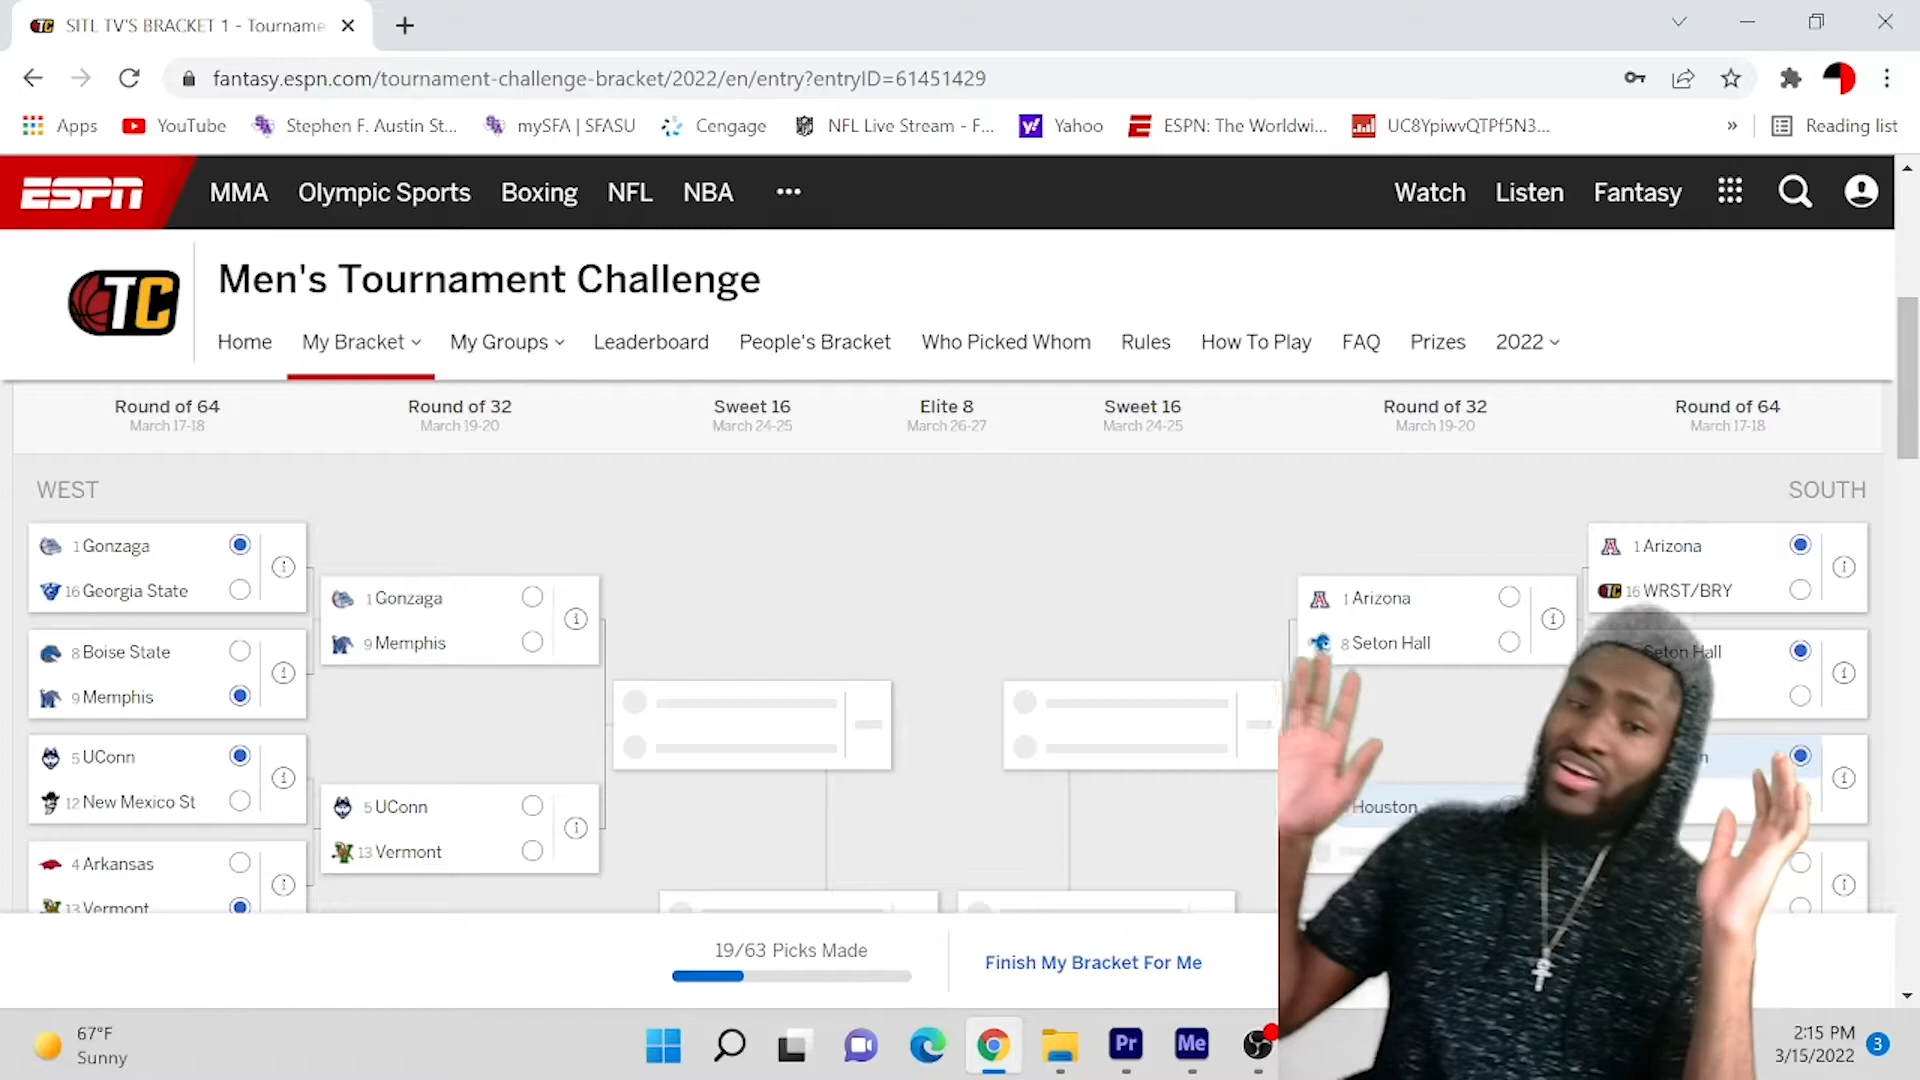 SITL TV'S BRACKET 1 - Tourname
fantasy.espn.com/tournament-challenge-bracket/2022/en/entry?entryID=61451429
Apps YouTube Stephen F. Austin St... mySFA | SFASU Cengage NFL Live Stream - F... Yahoo ESPN: The Worldwi... UC8YpiwvQTPf5N3... » Reading list
ESPN MMA Olympic Sports Boxing NFL NBA ••• Watch Listen Fantasy
TC
Men's Tournament Challenge
Home My Bracket My Groups Leaderboard People's Bracket Who Picked Whom Rules How To Play FAQ Prizes 2022
Round of 64 Round of 32 Sweet 16 Elite 8 Sweet 16 Round of 32 Round of 64
March 17-18 March 19-20 March 24-25 March 26-27 March 24-25 March 19-20 March 17-18
WEST SOUTH
1 Gonzaga
16 Georgia State
8 Boise State
9 Memphis
5 UConn
12 New Mexico St
4 Arkansas
13 Vermont
1 Gonzaga
9 Memphis
5 UConn
13 Vermont
1 Arizona
8 Seton Hall
Houston
1 Arizona
16 WRST/BRY
Seton Hall
19/63 Picks Made
Finish My Bracket For Me
67°F
Sunny
Pr
Me
2:15 PM
3/15/2022
3